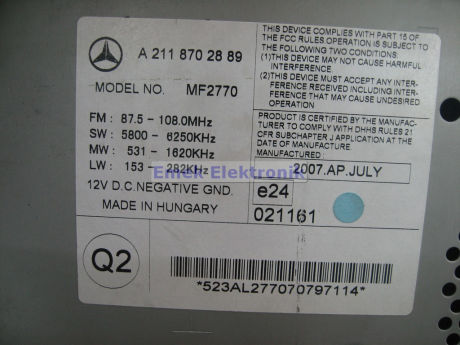 A 211 870 28 89
MODEL NO. MF2770
FM : 87.5 - 108.0MHz
SW : 5800 - 6250KHz
MW : 531 - 1620KHz
LW : 153 - 282KHz
12V D.C.NEGATIVE GND.
MADE IN HUNGARY
THIS DEVICE COMPLIES WITH PART 15 OF
THE FCC RULES OPERATION IS SUBJECT TO
THE FOLLOWING TWO CONDITIONS:
(1)THIS DEVICE MAY NOT CAUSE HARMFUL
INTERFERENCE
(2)THIS DEVICE MUST ACCEPT ANY INTER-
FERENCE RECEIVED INCLUDING INTER-
FERENCE THAT MAY CAUSE UNDESIRED
OPERATION
PRODUCT IS CERTIFIED BY THE MANUFAC-
TURER TO COMPLY WITH DHHS RULES 21
CFR SUBCHAPTER J APPLICATION AT THE
DATE OF MANUFACTURE.
MANUFACTURED:
2007.AP.JULY
e24
021161
Emek Elektronik
Q2
*523AL277070797114*